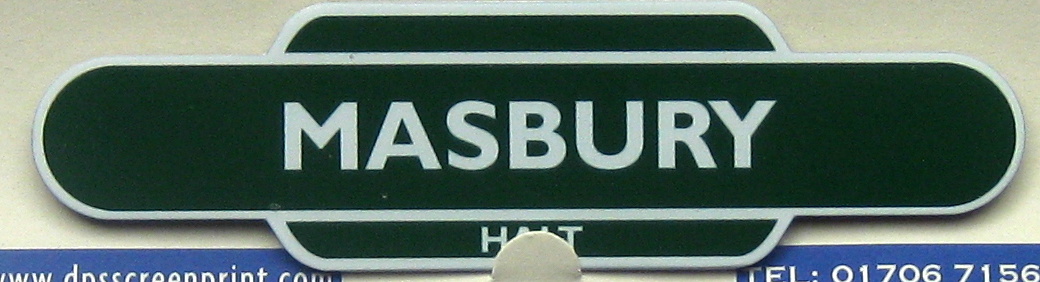 MASBURY
HALT
www.dpsscreenprint.com
TEL: 01706 7156